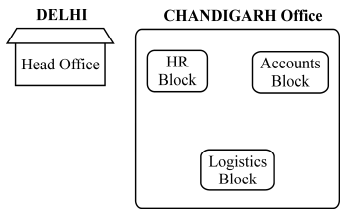 DELHI
Head Office
CHANDIGARH Office
HR
Block
Accounts
Block
Logistics
Block